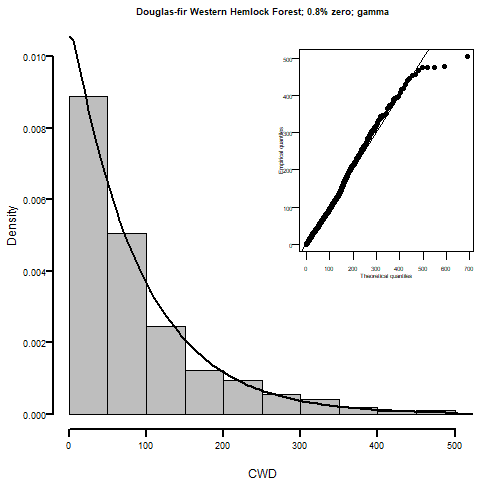 Douglas-fir Western Hemlock Forest; 0.8% zero; gamma
0.010
0.008
0.006
0.004
0.002
0.000
Density
0 100 200 300 400 500
CWD
500
400
300
200
100
0
Empirical quantiles
0 100 200 300 400 500 600 700
Theoretical quantiles